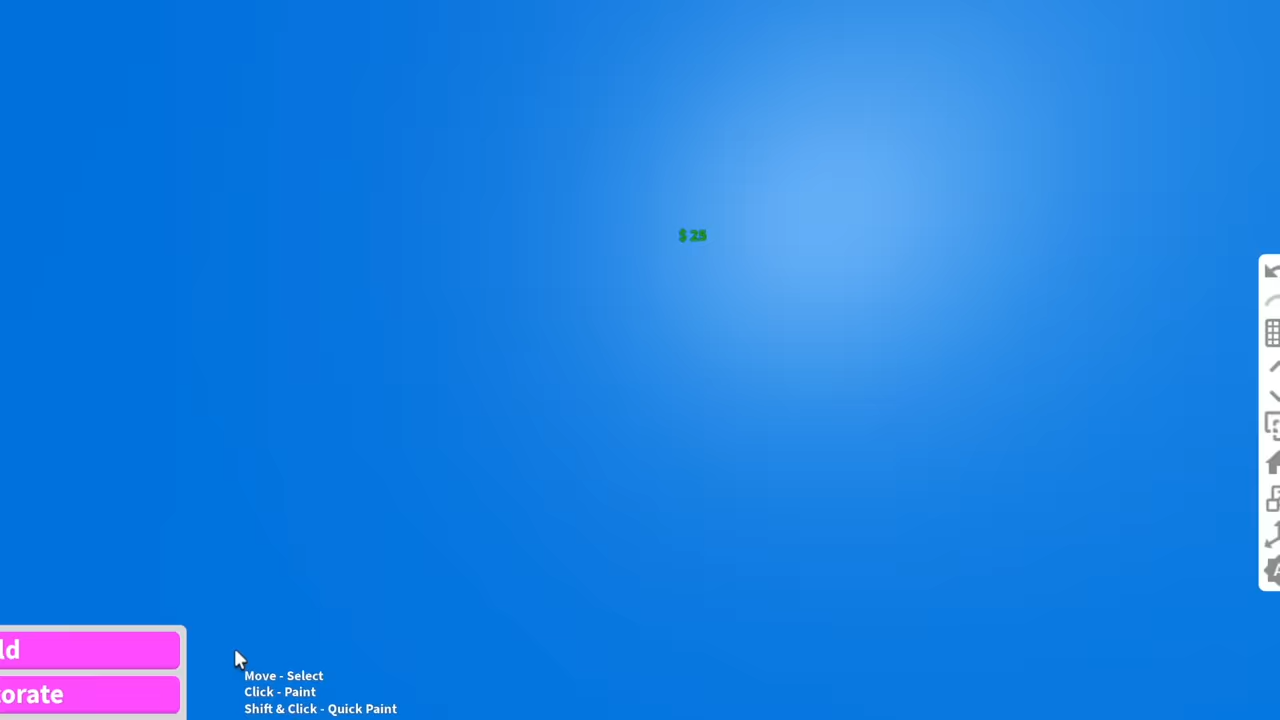 $ 25
ld
orate
Move - Select
Click - Paint
Shift & Click - Quick Paint